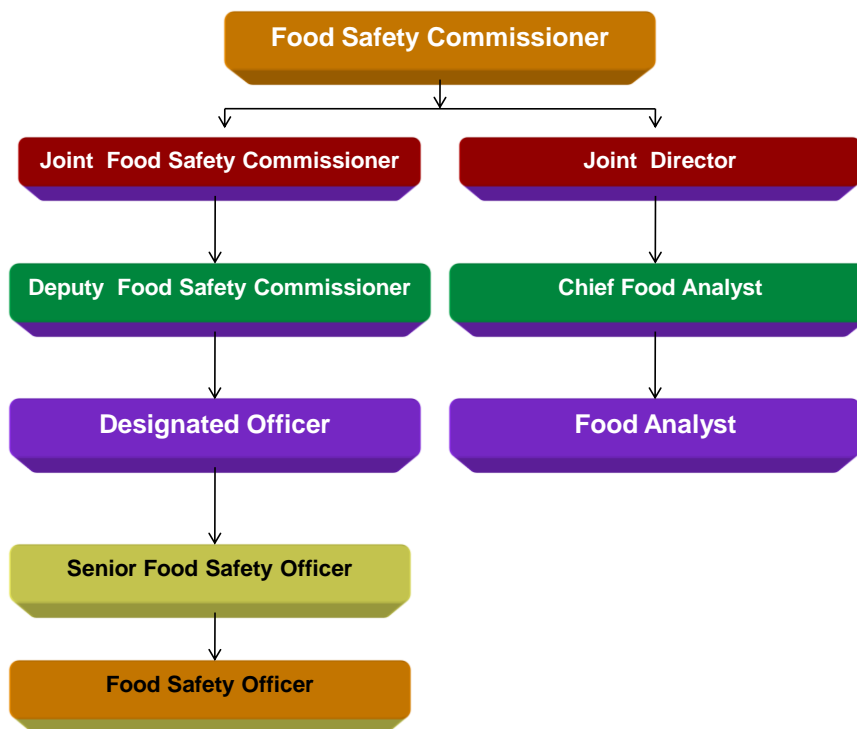 Food Safety Commissioner
Joint Food Safety Commissioner
Joint Director
Deputy Food Safety Commissioner
Chief Food Analyst
Designated Officer
Food Analyst
Senior Food Safety Officer
Food Safety Officer